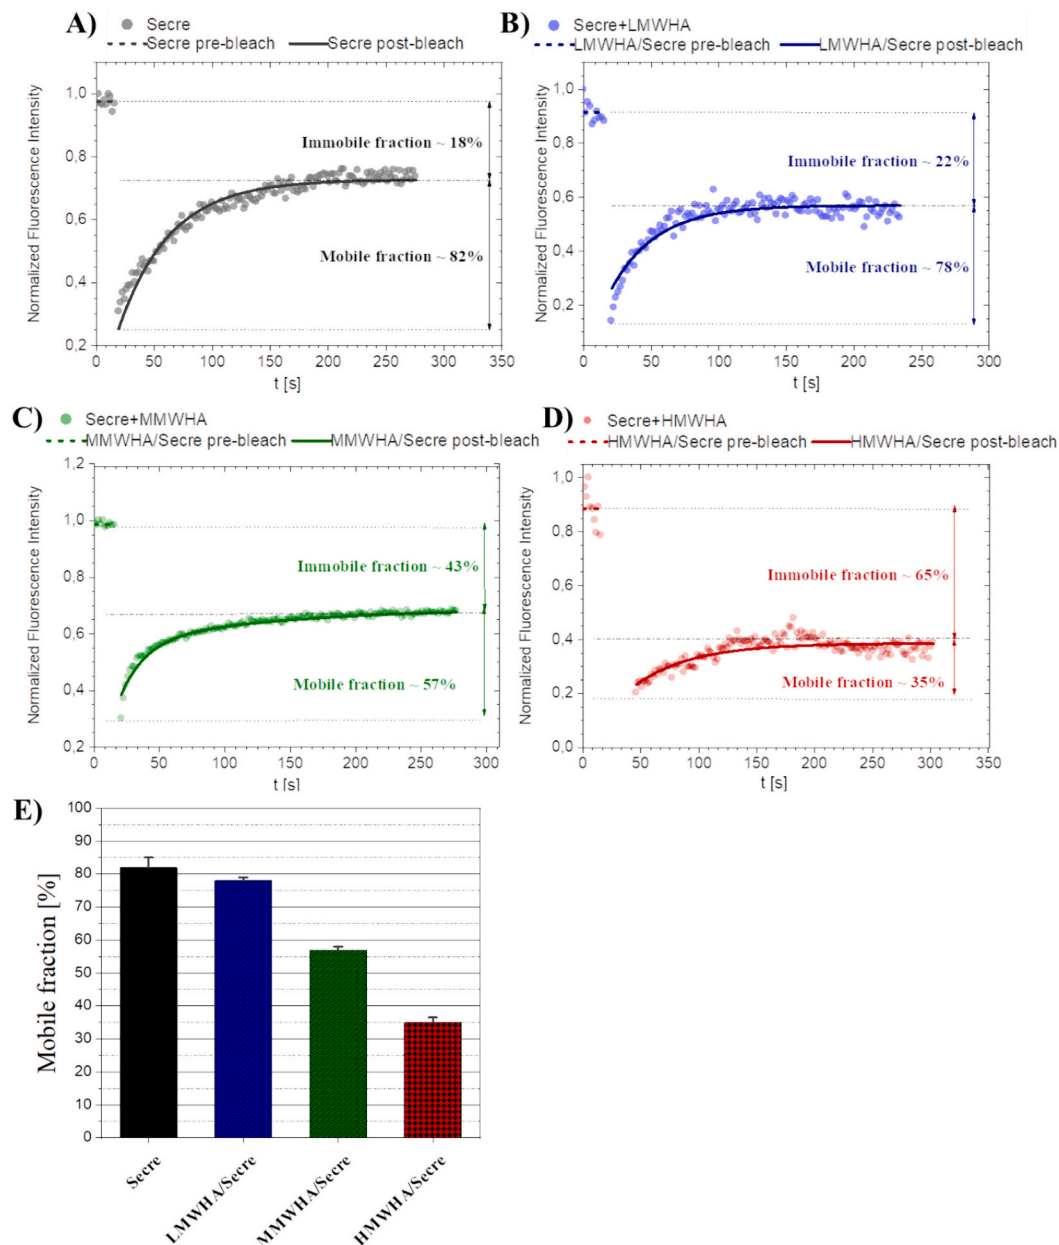 A) Secre
Secre pre-bleach Secre post-bleach
Normalized Fluorescence Intensity
1,0
0,8
0,6
0,4
0,2
Immobile fraction ~ 18%
Mobile fraction ~ 82%
0 50 100 150 200 250 300 350
t [s]
B) Secre+LMWHA
LMWHA/Secre pre-bleach LMWHA/Secre post-bleach
Normalized Fluorescence Intensity
1,0
0,8
0,6
0,4
0,2
Immobile fraction ~ 22%
Mobile fraction ~ 78%
0 50 100 150 200 250 300
t [s]
C) Secre+MMWHA
MMWHA/Secre pre-bleach MMWHA/Secre post-bleach
Normalized Fluorescence Intensity
1,2
1,0
0,8
0,6
0,4
0,2
Immobile fraction ~ 43%
Mobile fraction ~ 57%
0 50 100 150 200 250 300
t [s]
D) Secre+HMWHA
HMWHA/Secre pre-bleach HMWHA/Secre post-bleach
Normalized Fluorescence Intensity
1,0
0,8
0,6
0,4
0,2
0,0
Immobile fraction ~ 65%
Mobile fraction ~ 35%
0 50 100 150 200 250 300 350
t [s]
E)
Mobile fraction [%]
100
90
80
70
60
50
40
30
20
10
0
Secre
LMWHA/Secre
MMWHA/Secre
HMWHA/Secre